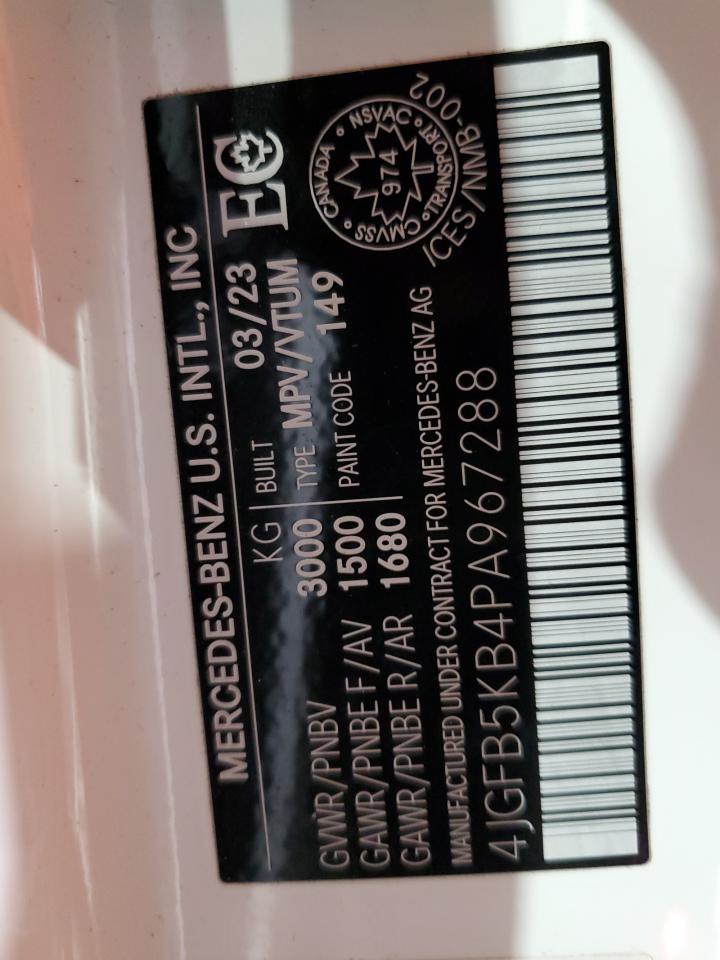 MERCEDES-BENZ U.S. INTL., INC
KG BUILT 03/23
GVWR/PNBV 3000 TYPE MPV/VTUM
GAWR/PNBE F/AV 1500 PAINT CODE 149
GAWR/PNBE R/AR 1680
EC
CANADA • NSVAC • TRANSPORT • CMVSS
974
ICES/NMB-002
MANUFACTURED UNDER CONTRACT FOR MERCEDES-BENZ AG
4JGFB5KB4PA967288